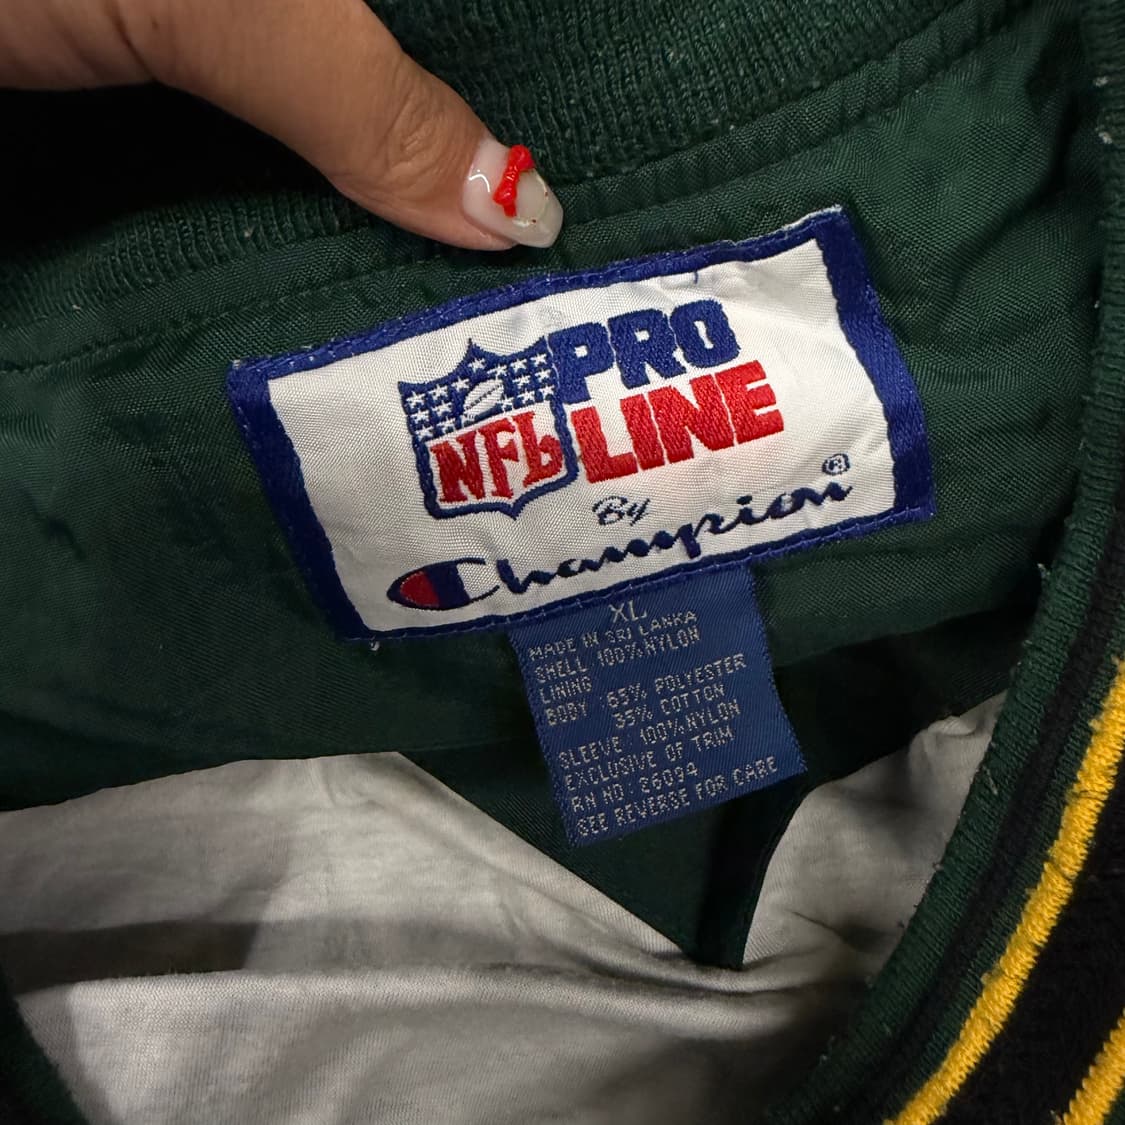 PRO
NFL LINE
By
Champion®
XL
MADE IN SRI LANKA
SHELL 100% NYLON
LINING
BODY : 65% POLYESTER
35% COTTON
SLEEVE : 100% NYLON
EXCLUSIVE OF TRIM
RN NO : 26094
SEE REVERSE FOR CARE